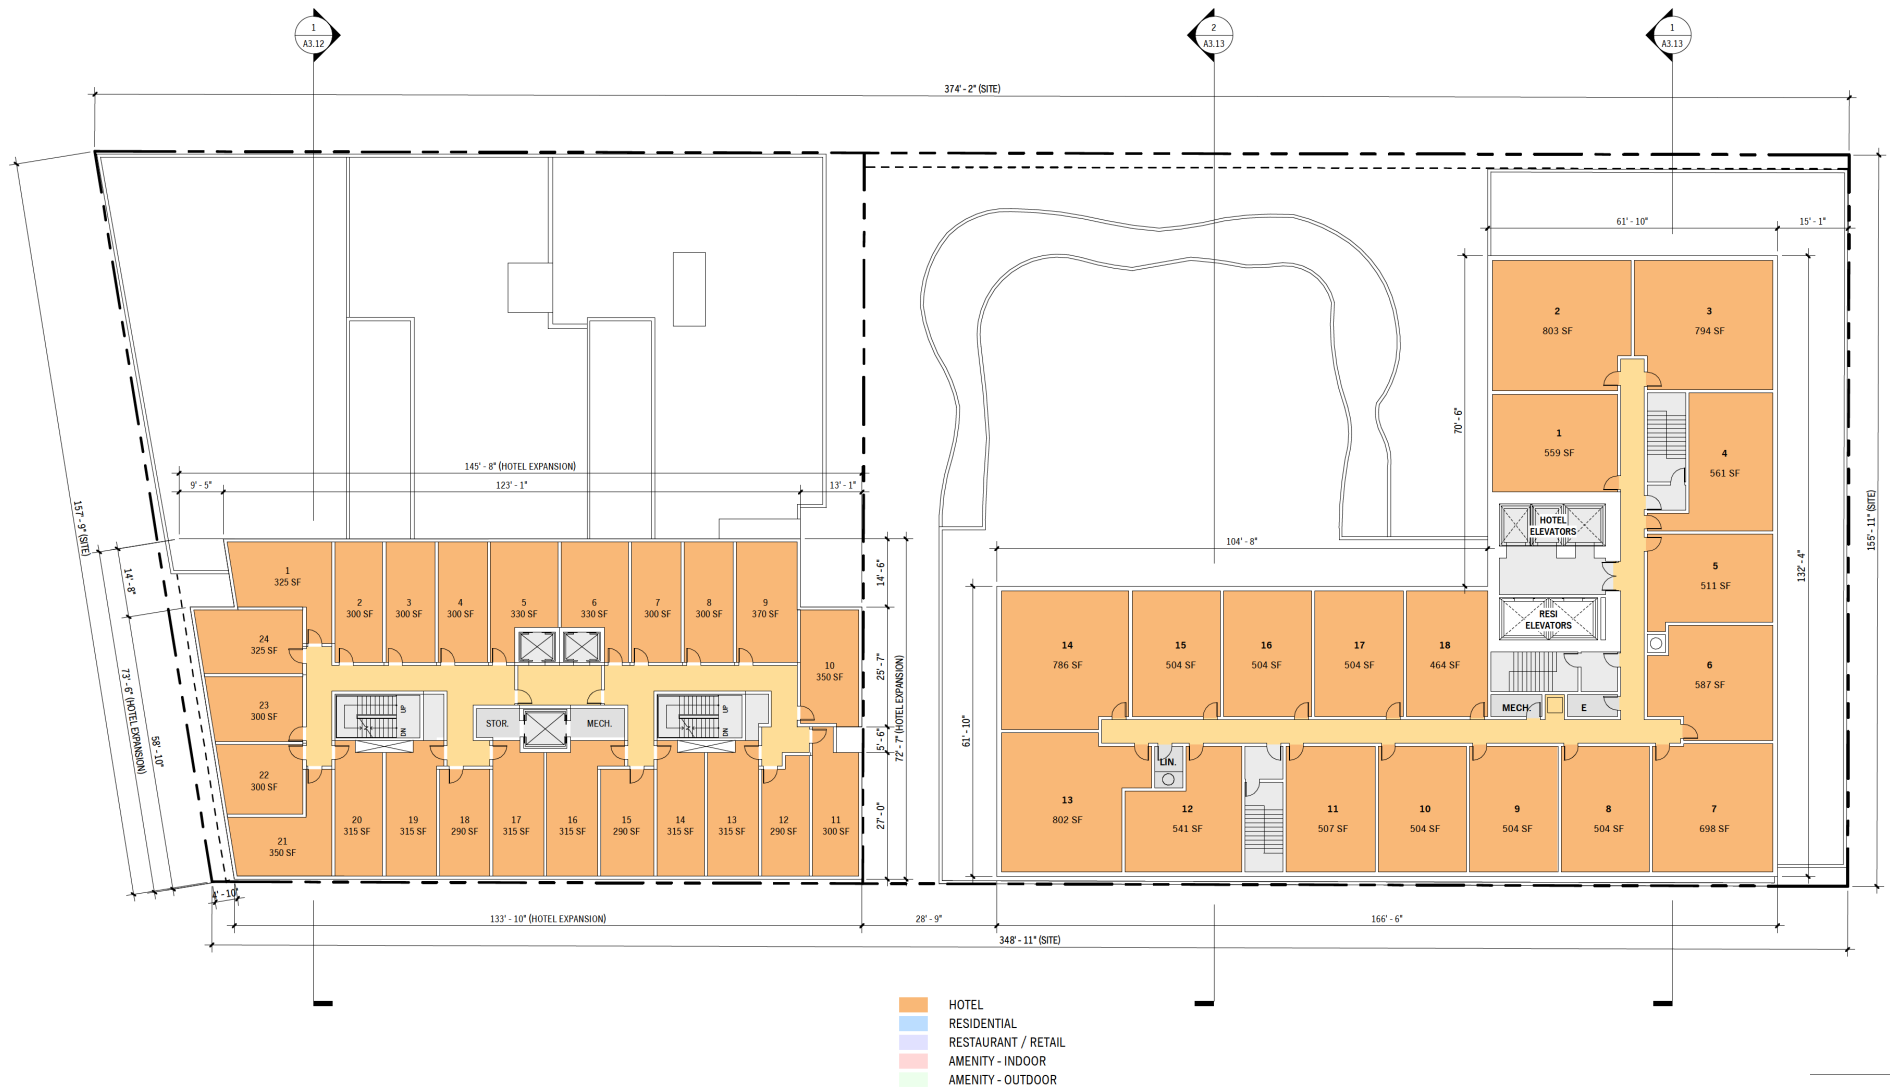 1
A3.12
2
A3.13
1
A3.13
374' - 2" (SITE)
61' - 10"
15' - 1"
157' - 9" (SITE)
155' - 11" (SITE)
70' - 6"
132' - 4"
145' - 8" (HOTEL EXPANSION)
9' - 5"
123' - 1"
13' - 1"
104' - 8"
14' - 8"
73' - 6" (HOTEL EXPANSION)
58' - 10"
14' - 6"
25' - 7"
5' - 6"
27' - 0"
72' - 7" (HOTEL EXPANSION)
61' - 10"
1
325 SF
2
300 SF
3
300 SF
4
300 SF
5
330 SF
6
330 SF
7
300 SF
8
300 SF
9
370 SF
10
350 SF
24
325 SF
23
300 SF
22
300 SF
21
350 SF
UP
DN
STOR.
MECH.
UP
DN
20
315 SF
19
315 SF
18
290 SF
17
315 SF
16
315 SF
15
290 SF
14
315 SF
13
315 SF
12
290 SF
11
300 SF
2
803 SF
3
794 SF
1
559 SF
4
561 SF
HOTEL
ELEVATORS
5
511 SF
RESI
ELEVATORS
6
587 SF
14
786 SF
15
504 SF
16
504 SF
17
504 SF
18
464 SF
MECH.
E
LIN.
13
802 SF
12
541 SF
11
507 SF
10
504 SF
9
504 SF
8
504 SF
7
698 SF
4' - 10"
133' - 10" (HOTEL EXPANSION)
28' - 9"
166' - 6"
348' - 11" (SITE)
HOTEL
RESIDENTIAL
RESTAURANT / RETAIL
AMENITY - INDOOR
AMENITY - OUTDOOR